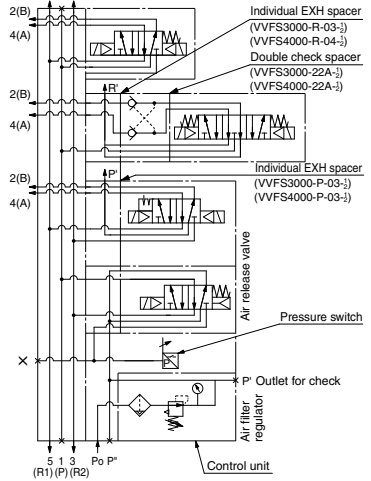 Individual EXH spacer
(VVFS3000-R-03-½)
(VVFS4000-R-04-½)
2(B)
4(A)
Double check spacer
(VVFS3000-22A-½)
(VVFS4000-22A-½)
R'
2(B)
4(A)
P'
Individual EXH spacer
(VVFS3000-P-03-½)
(VVFS4000-P-03-½)
2(B)
4(A)
Air release valve
Pressure switch
P
X
P' Outlet for check
Air filter
regulator
5 1 3 Po P"
(R1) (P) (R2)
Control unit